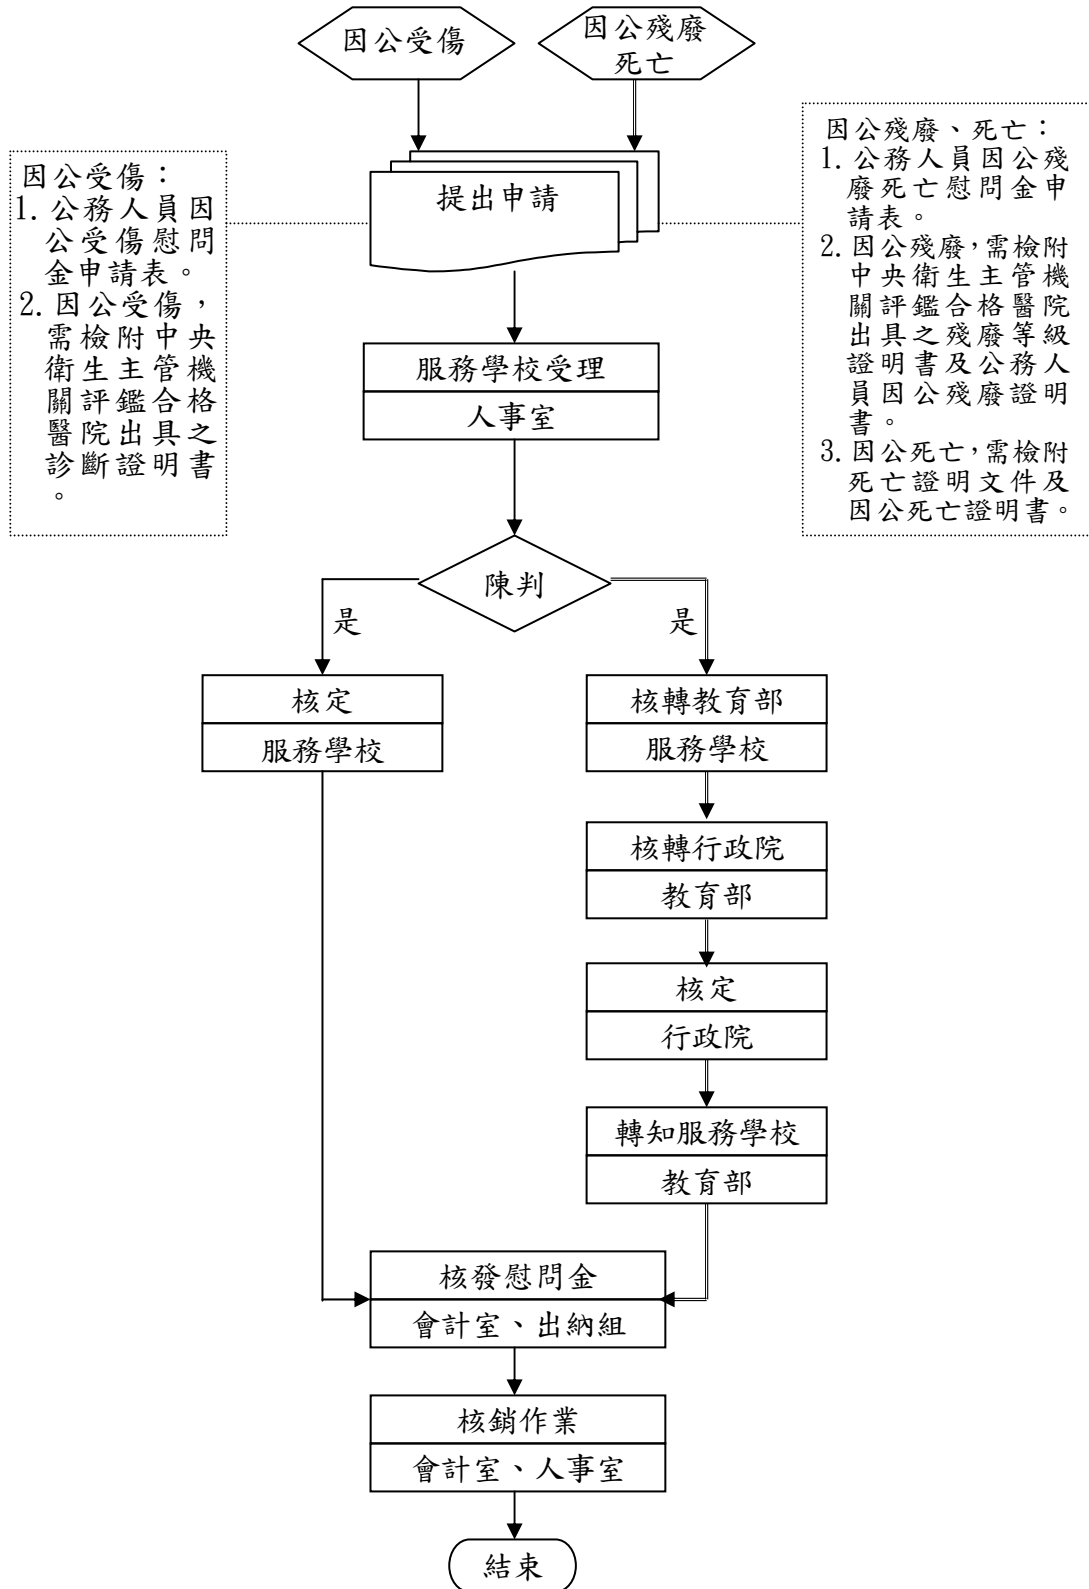 因公受傷
因公殘廢
死亡
提出申請
因公受傷：
1. 公務人員因
公受傷慰問
金申請表。
2. 因公受傷，
需檢附中央
衛生主管機
關評鑑合格
醫院出具之
診斷證明書
。
因公殘廢、死亡：
1. 公務人員因公殘
廢死亡慰問金申
請表。
2. 因公殘廢，需檢附
中央衛生主管機
關評鑑合格醫院
出具之殘廢等級
證明書及公務人
員因公殘廢證明
書。
3. 因公死亡，需檢附
死亡證明文件及
因公死亡證明書。
服務學校受理
人事室
陳判
是
是
核定
服務學校
核轉教育部
服務學校
核轉行政院
教育部
核定
行政院
轉知服務學校
教育部
核發慰問金
會計室、出納組
核銷作業
會計室、人事室
結束